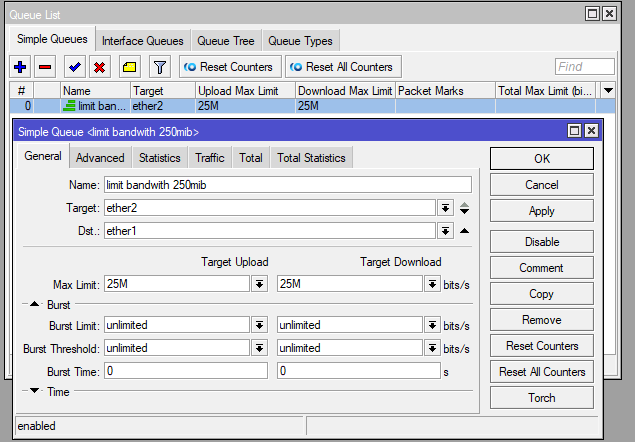 Queue List
Simple Queues Interface Queues Queue Tree Queue Types
Reset Counters Reset All Counters Find
# Name Target Upload Max Limit Download Max Limit Packet Marks Total Max Limit (bi...
0 limit ban... ether2 25M 25M
Simple Queue <limit bandwith 250mib>
General Advanced Statistics Traffic Total Total Statistics
OK
Name: limit bandwith 250mib
Cancel
Target: ether2
Apply
Dst.: ether1
Disable
Target Upload Target Download
Comment
Max Limit: 25M 25M bits/s
Copy
Burst
Burst Limit: unlimited unlimited bits/s
Remove
Burst Threshold: unlimited unlimited bits/s
Reset Counters
Burst Time: 0 0 s
Reset All Counters
Time
Torch
enabled